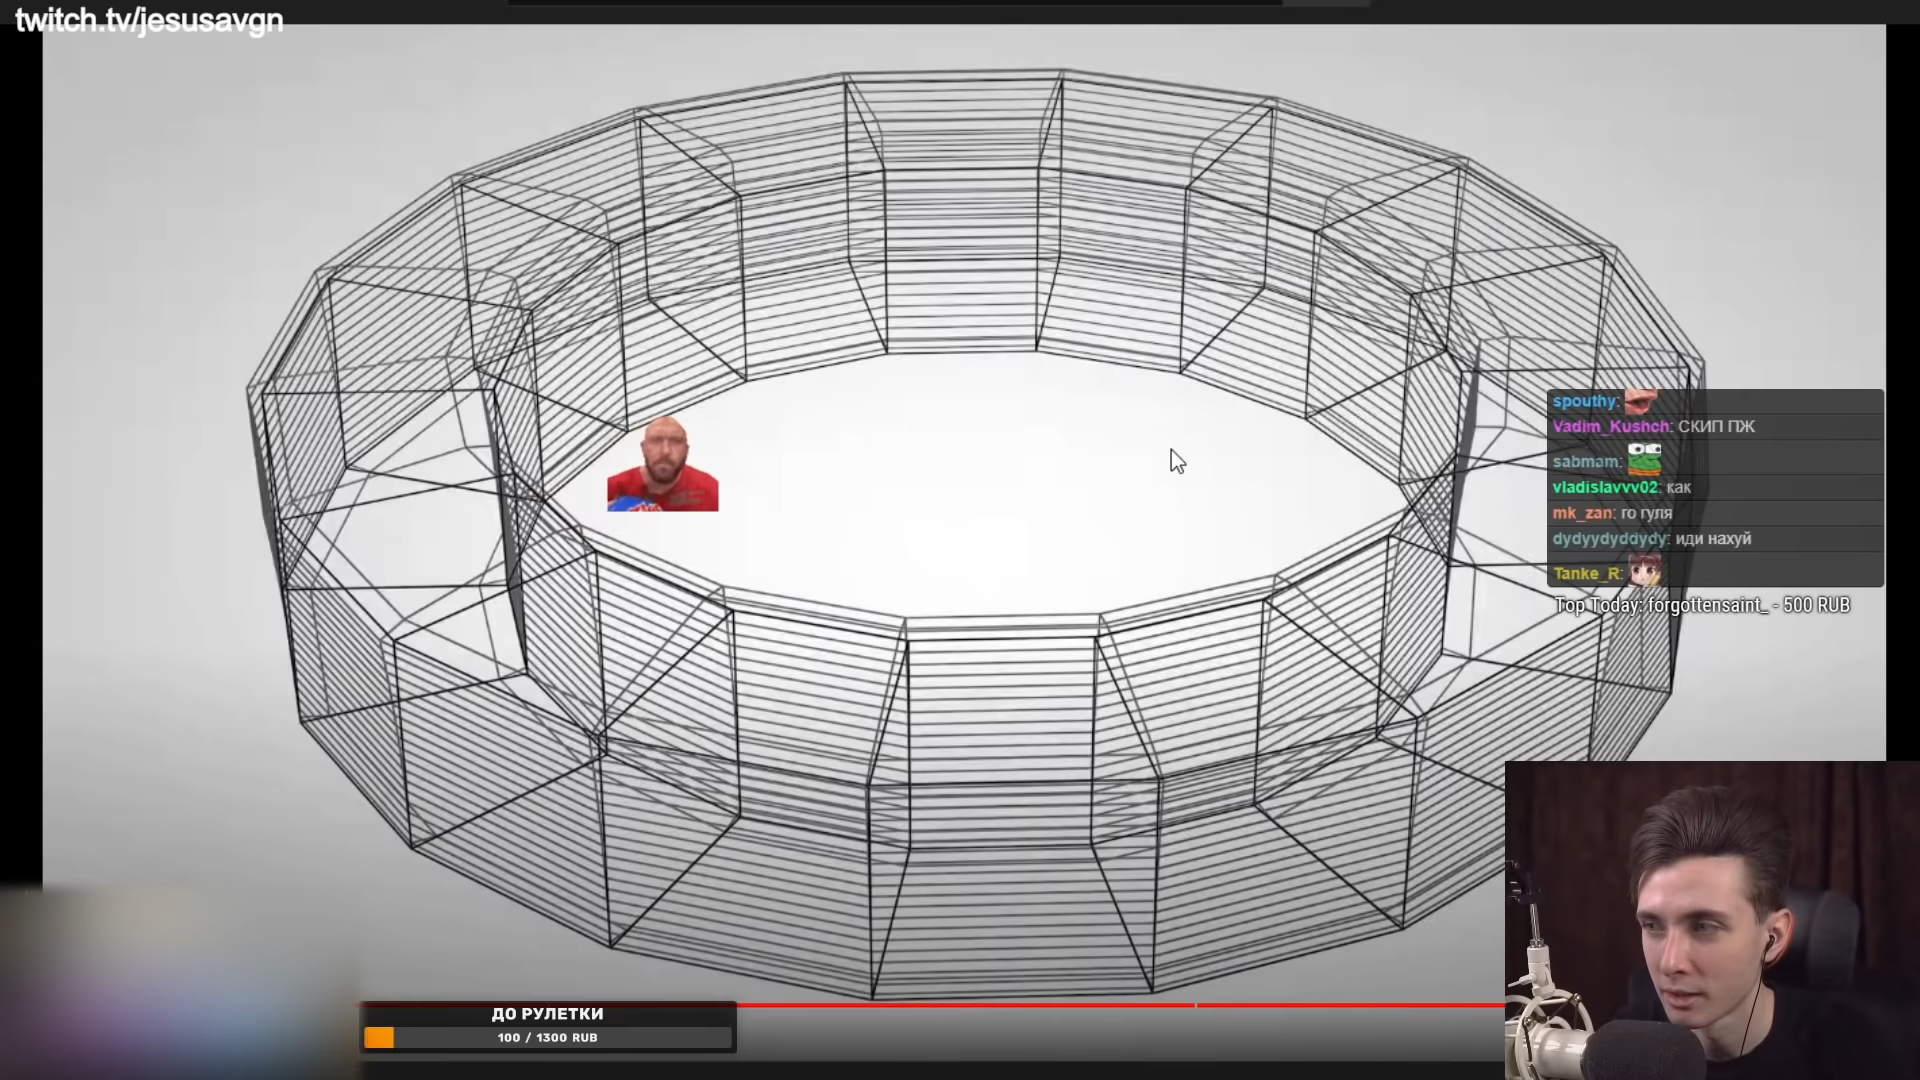 twitch.tv/jesusavgn
spouthy:
Vadim_Kushch: СКИП ПЖ
sabmam:
vladislavvv02: как
mk_zan: го гуля
dydyydyddydy: иди нахуй
Tanke_R:
Top Today: forgottensaint_ - 500 RUB
ДО РУЛЕТКИ
100 / 1300 RUB